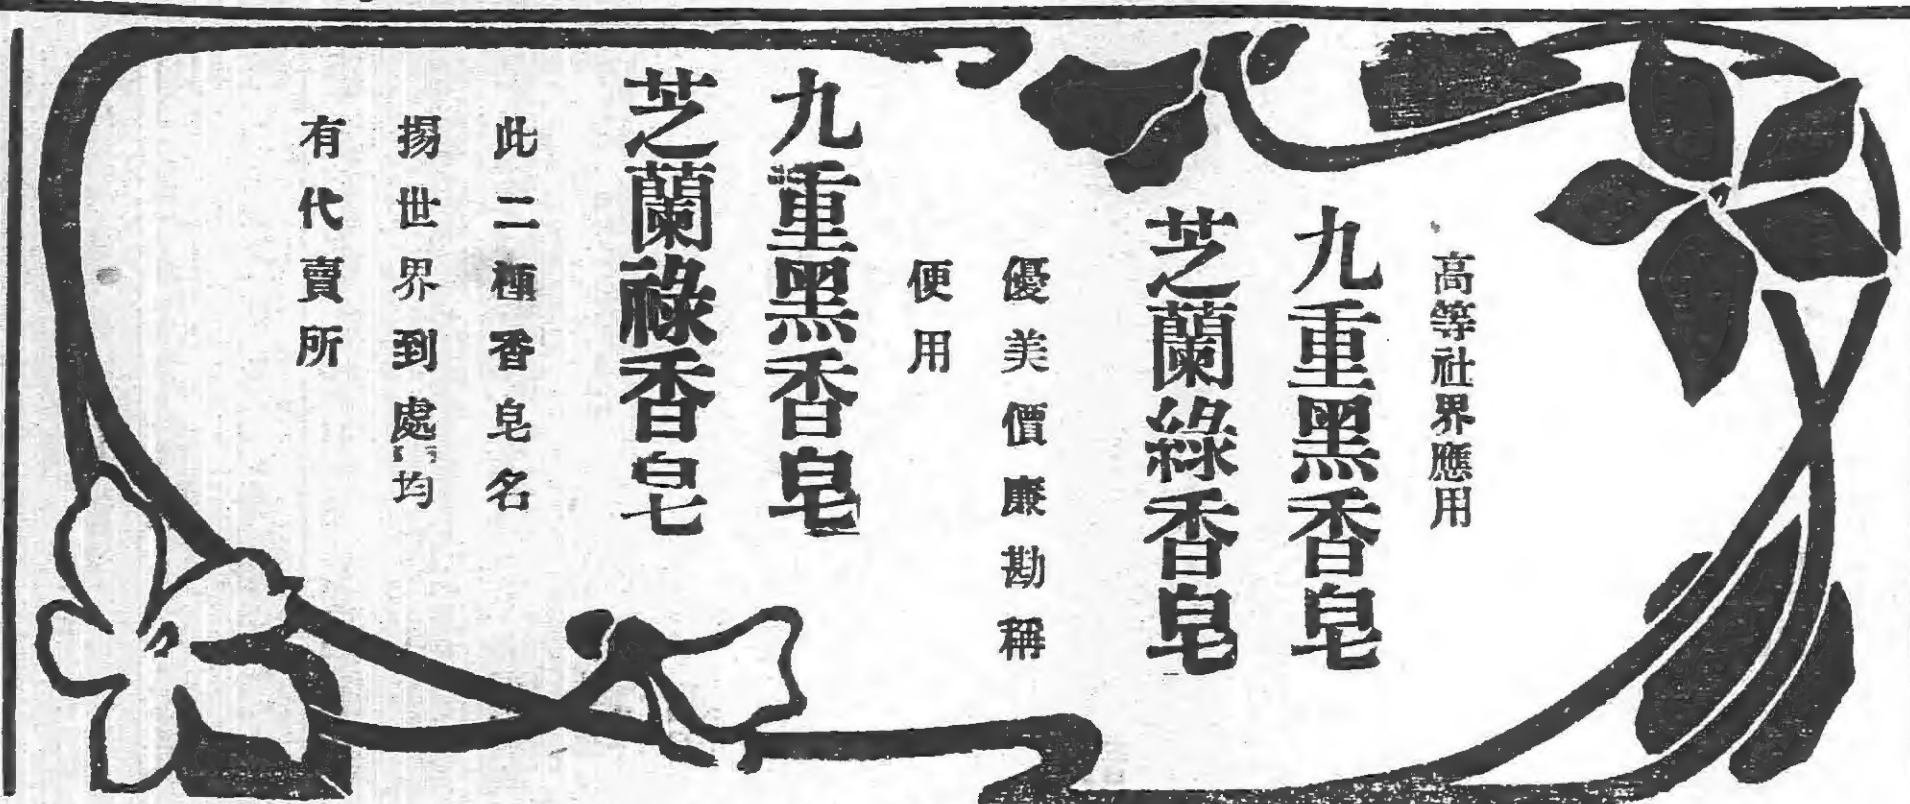 高等社界應用
九重黑香皂
芝蘭綠香皂
優美價廉勘稱
便用
九重黑香皂
芝蘭祿香皂
此二種香皂名
揚世界到處均
有代賣所